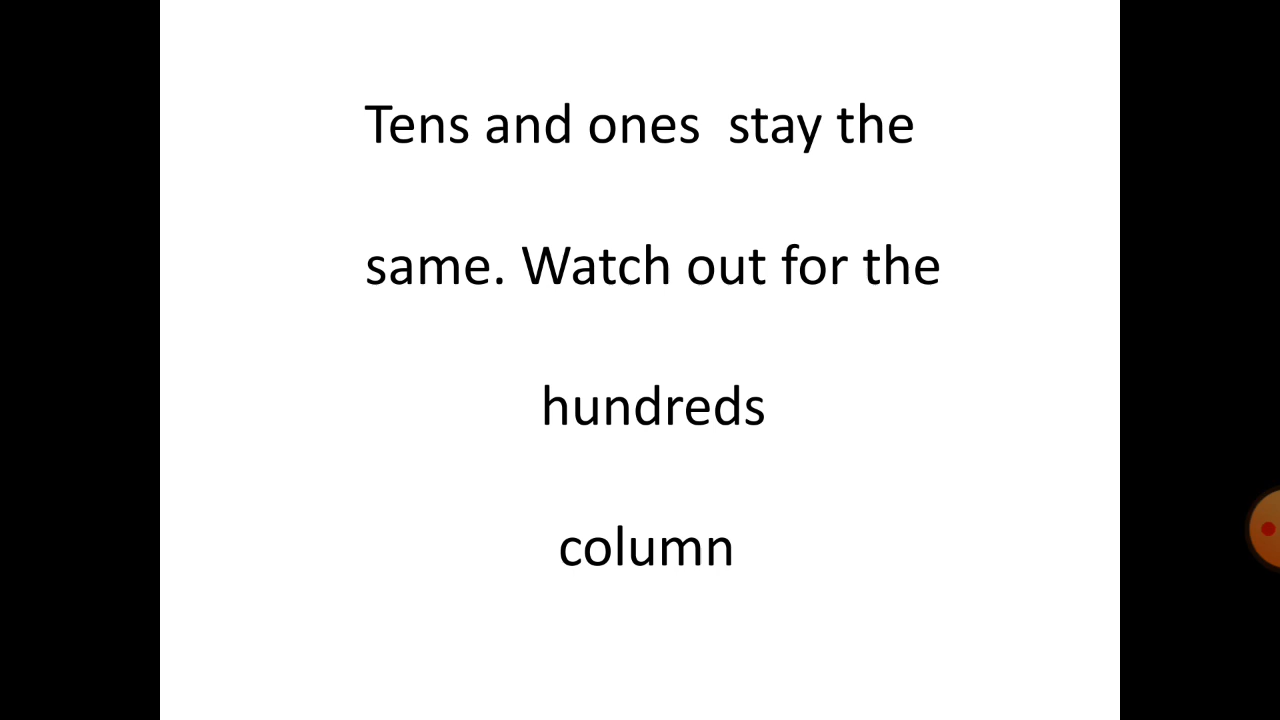 Tens and ones  stay the
same. Watch out for the
hundreds
column